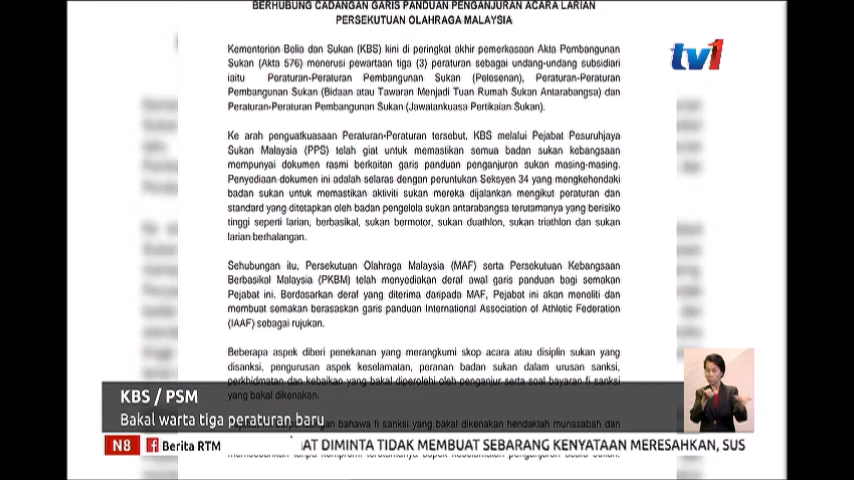 BERHUBUNG CADANGAN GARIS PANDUAN PENGANJURAN ACARA LARIAN
PERSEKUTUAN OLAHRAGA MALAYSIA
tv1
Kementerian Belia dan Sukan (KBS) kini di peringkat akhir pemerkasaan Akta Pembangunan
Sukan (Akta 576) menerusi pewartaan tiga (3) peraturan sebagai undang-undang subsidiari
iaitu Peraturan-Peraturan Pembangunan Sukan (Pelesenan), Peraturan-Peraturan
Pembangunan Sukan (Bidaan atau Tawaran Menjadi Tuan Rumah Sukan Antarabangsa) dan
Peraturan-Peraturan Pembangunan Sukan (Jawatankuasa Pertikaian Sukan).
Ke arah penguatkuasaan Peraturan-Peraturan tersebut, KBS melalui Pejabat Pesuruhjaya
Sukan Malaysia (PPS) telah giat untuk memastikan semua badan sukan kebangsaan
mempunyai dokumen rasmi berkaitan garis panduan penganjuran sukan masing-masing.
Penyediaan dokumen ini adalah selaras dengan peruntukan Seksyen 34 yang mengkehendaki
badan sukan untuk memastikan aktiviti sukan mereka dijalankan mengikut peraturan dan
standard yang ditetapkan oleh badan pengelola sukan antarabangsa terutamanya yang berisiko
tinggi seperti larian, berbasikal, sukan bermotor, sukan duathlon, sukan triathlon dan sukan
larian berhalangan.
Sehubungan itu, Persekutuan Olahraga Malaysia (MAF) serta Persekutuan Kebangsaan
Berbasikal Malaysia (PKBM) telah menyediakan deraf awal garis panduan bagi semakan
Pejabat ini. Berdasarkan deraf yang diterima daripada MAF, Pejabat ini akan meneliti dan
membuat semakan berasaskan garis panduan International Association of Athletic Federation
(IAAF) sebagai rujukan.
Beberapa aspek diberi penekanan yang merangkumi skop acara atau disiplin sukan yang
disanksi, pengurusan aspek keselamatan, peranan badan sukan dalam urusan sanksi,
perkhidmatan dan kebaikan yang bakal diperolehi oleh penganjur serta soal bayaran fi sanksi
yang bakal dikenakan.
bahawa fi sanksi yang bakal dikenakan hendaklah munasabah dan
KBS / PSM
Bakal warta tiga peraturan baru
N8
Berita RTM
AT DIMINTA TIDAK MEMBUAT SEBARANG KENYATAAN MERESAHKAN, SUS